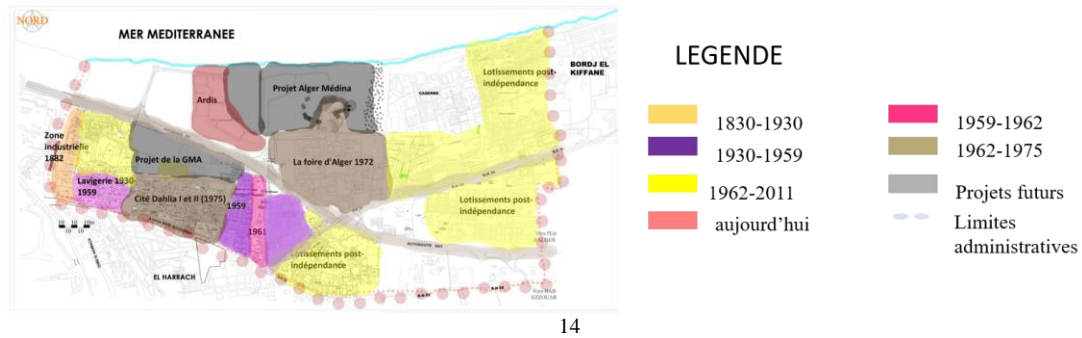 NORD
MER MEDITERRANEE
BORDJ EL
KIFFANE
Lotissements post-
indépendance
CASERNE
Projet Alger Médina
Ardis
Zone
industrielle
1882
Projet de la GMA
La foire d'Alger 1972
Lavigerie 1930-
1959
Cité Dahlia I et II (1975)
1959
1961
Lotissements post-
indépendance
Lotissements post-
indépendance
EL HARRACH
LEGENDE
1830-1930
1930-1959
1962-2011
aujourd'hui
1959-1962
1962-1975
Projets futurs
Limites
administratives
14